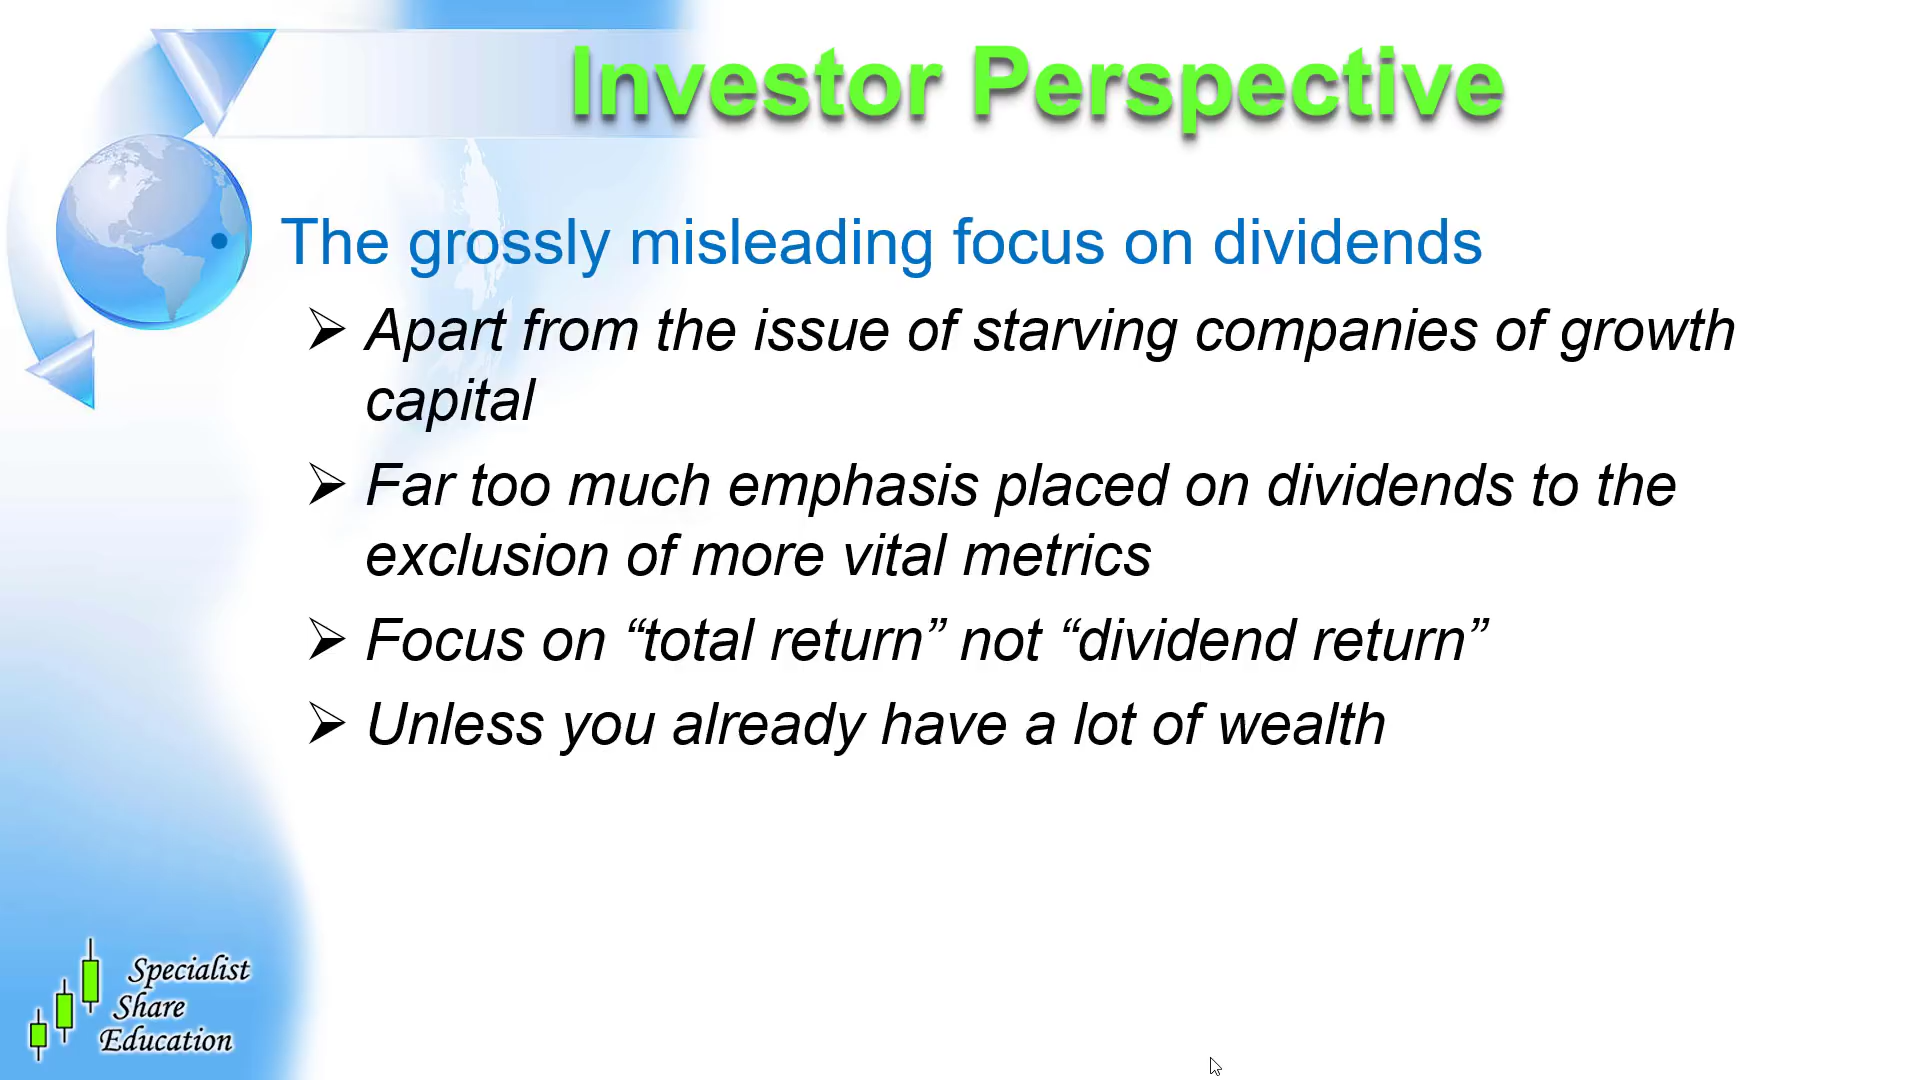 Investor Perspective
The grossly misleading focus on dividends
Apart from the issue of starving companies of growth
capital
Far too much emphasis placed on dividends to the
exclusion of more vital metrics
Focus on “total return” not “dividend return”
Unless you already have a lot of wealth
Specialist
Share
Education